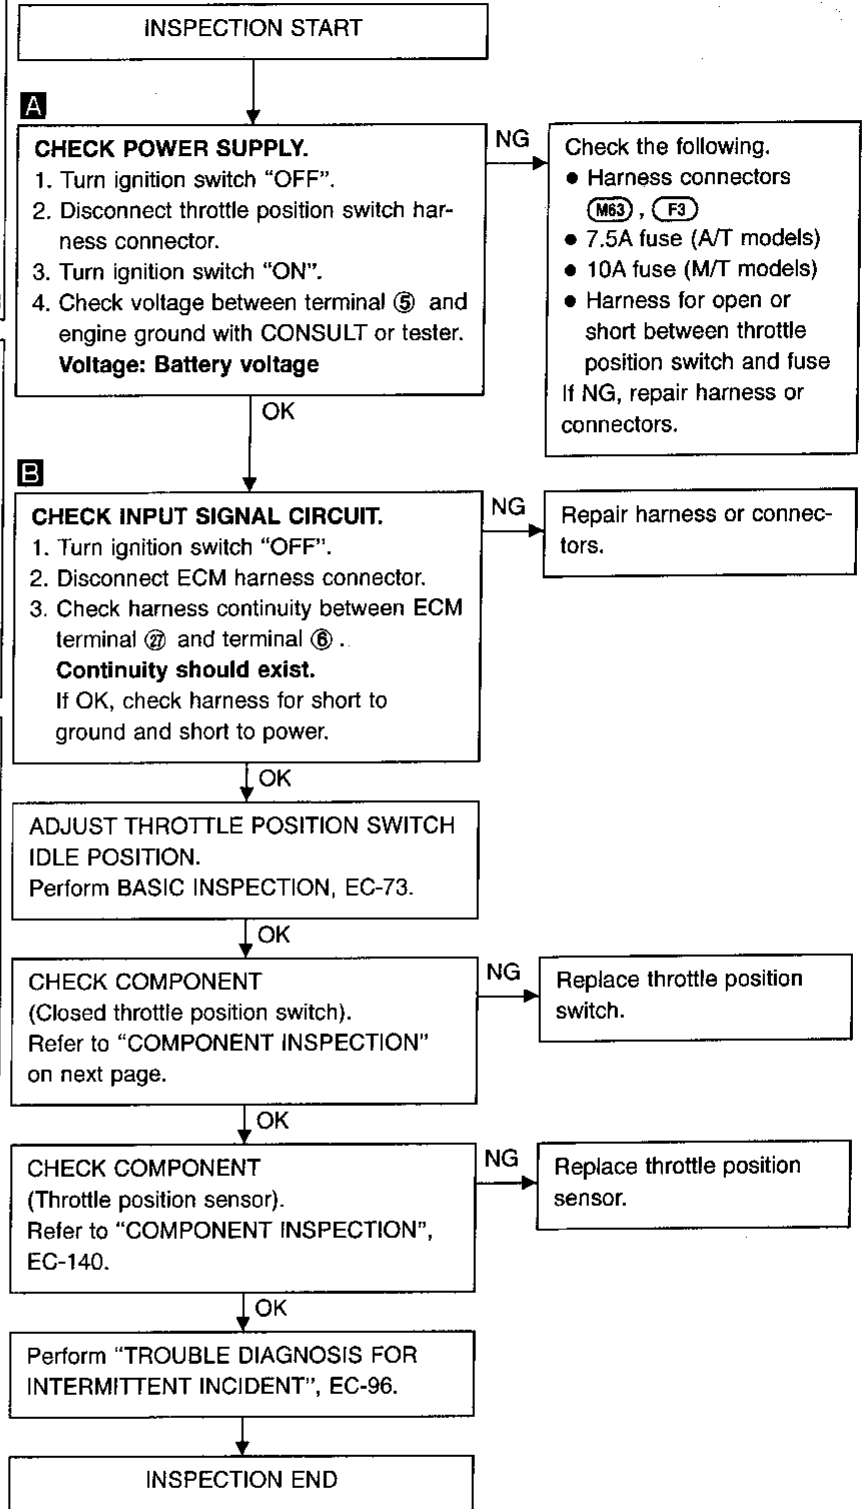 INSPECTION START
A
CHECK POWER SUPPLY.
1. Turn ignition switch “OFF”.
2. Disconnect throttle position switch har-
ness connector.
3. Turn ignition switch “ON”.
4. Check voltage between terminal ⑤ and
engine ground with CONSULT or tester.
Voltage: Battery voltage
NG
Check the following.
● Harness connectors
M63 , F3
● 7.5A fuse (A/T models)
● 10A fuse (M/T models)
● Harness for open or
short between throttle
position switch and fuse
If NG, repair harness or
connectors.
OK
B
CHECK INPUT SIGNAL CIRCUIT.
1. Turn ignition switch “OFF”.
2. Disconnect ECM harness connector.
3. Check harness continuity between ECM
terminal ㉗ and terminal ⑥ .
Continuity should exist.
If OK, check harness for short to
ground and short to power.
NG
Repair harness or connec-
tors.
OK
ADJUST THROTTLE POSITION SWITCH
IDLE POSITION.
Perform BASIC INSPECTION, EC-73.
OK
CHECK COMPONENT
(Closed throttle position switch).
Refer to “COMPONENT INSPECTION”
on next page.
NG
Replace throttle position
switch.
OK
CHECK COMPONENT
(Throttle position sensor).
Refer to “COMPONENT INSPECTION”,
EC-140.
NG
Replace throttle position
sensor.
OK
Perform “TROUBLE DIAGNOSIS FOR
INTERMITTENT INCIDENT”, EC-96.
INSPECTION END